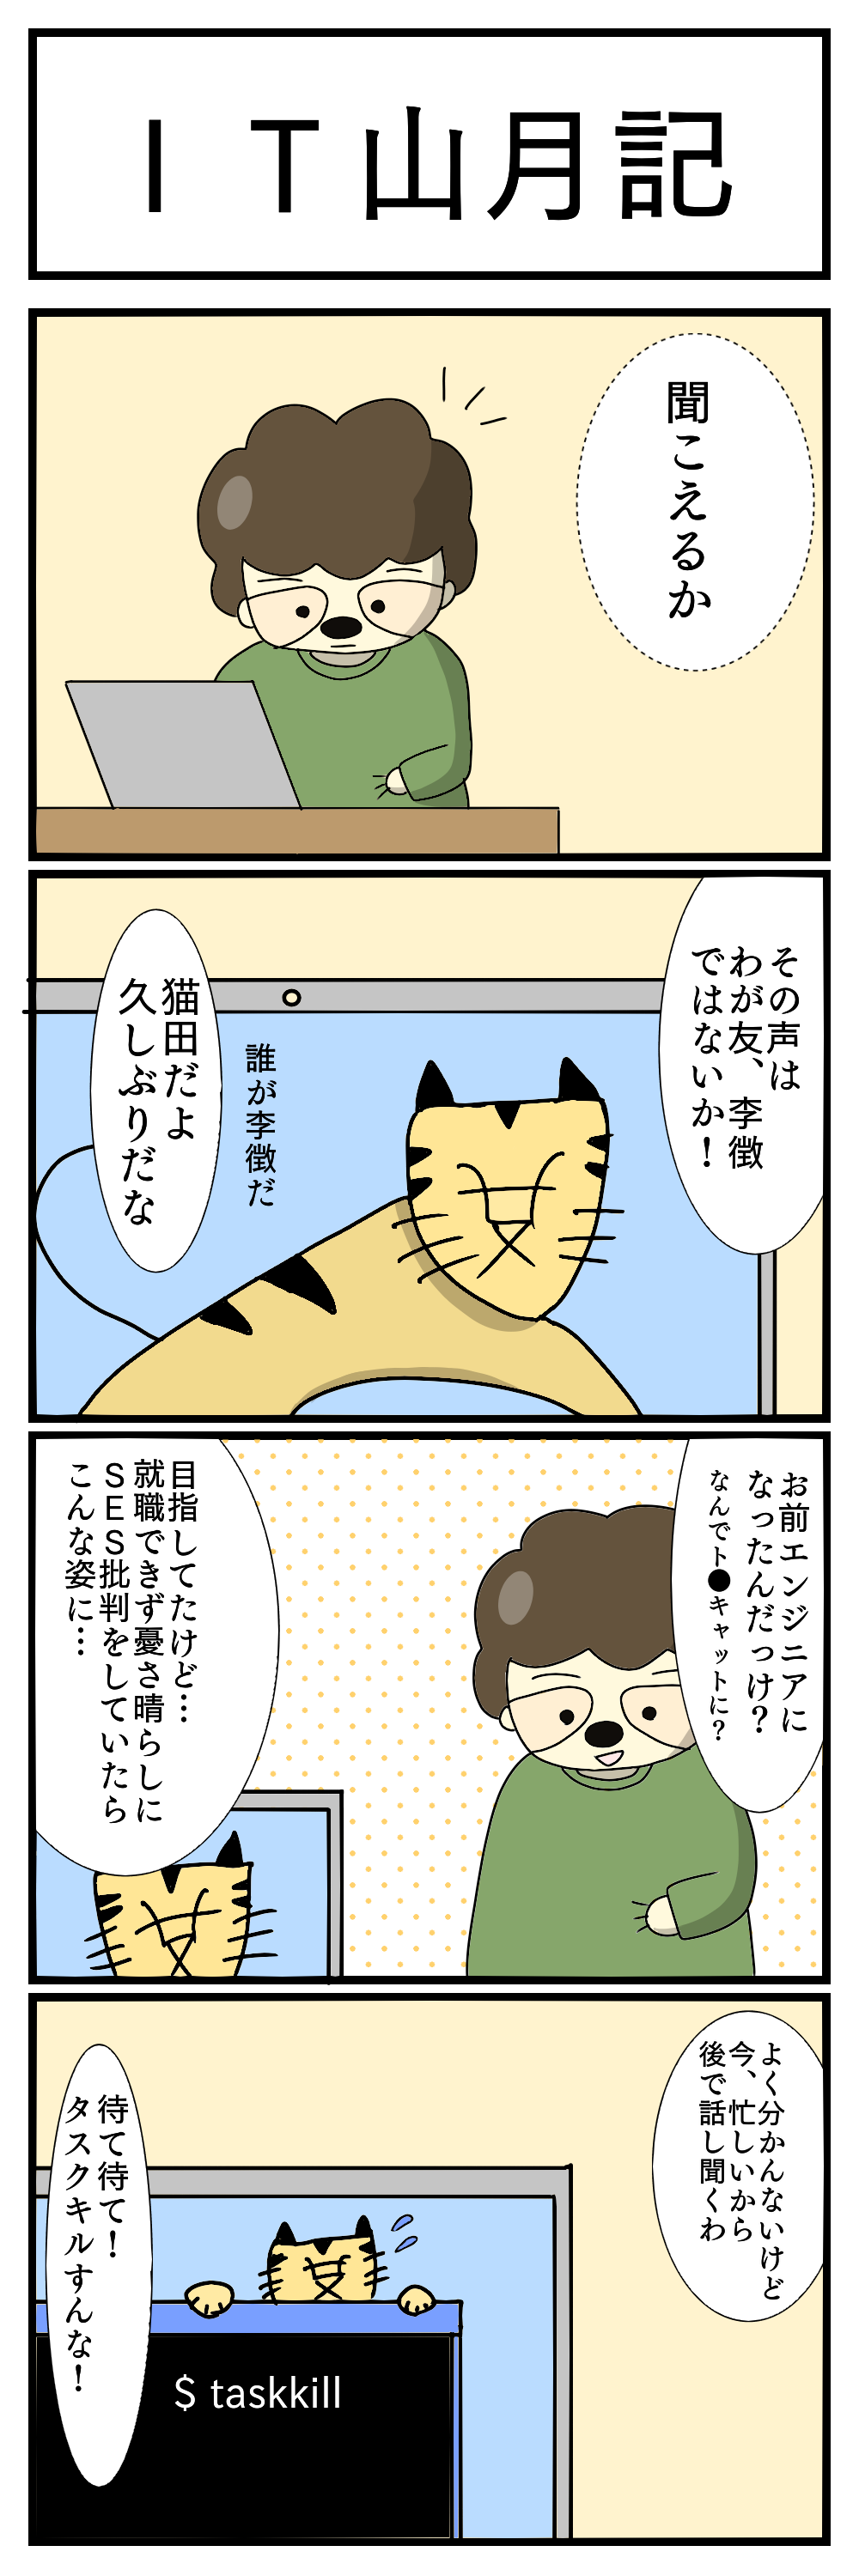 ＩＴ山月記
聞こえるか
その声は
わが友、李徴
ではないか！
誰が李徴だ
猫田だよ
久しぶりだな
お前エンジニアに
なったんだっけ？
なんでト●キャットに？
目指してたけど…
就職できず憂さ晴らしに
ＳＥＳ批判をしていたら
こんな姿に…
よく分かんないけど
今、忙しいから
後で話し聞くわ
待て待て！
タスクキルすんな！
$ taskkill